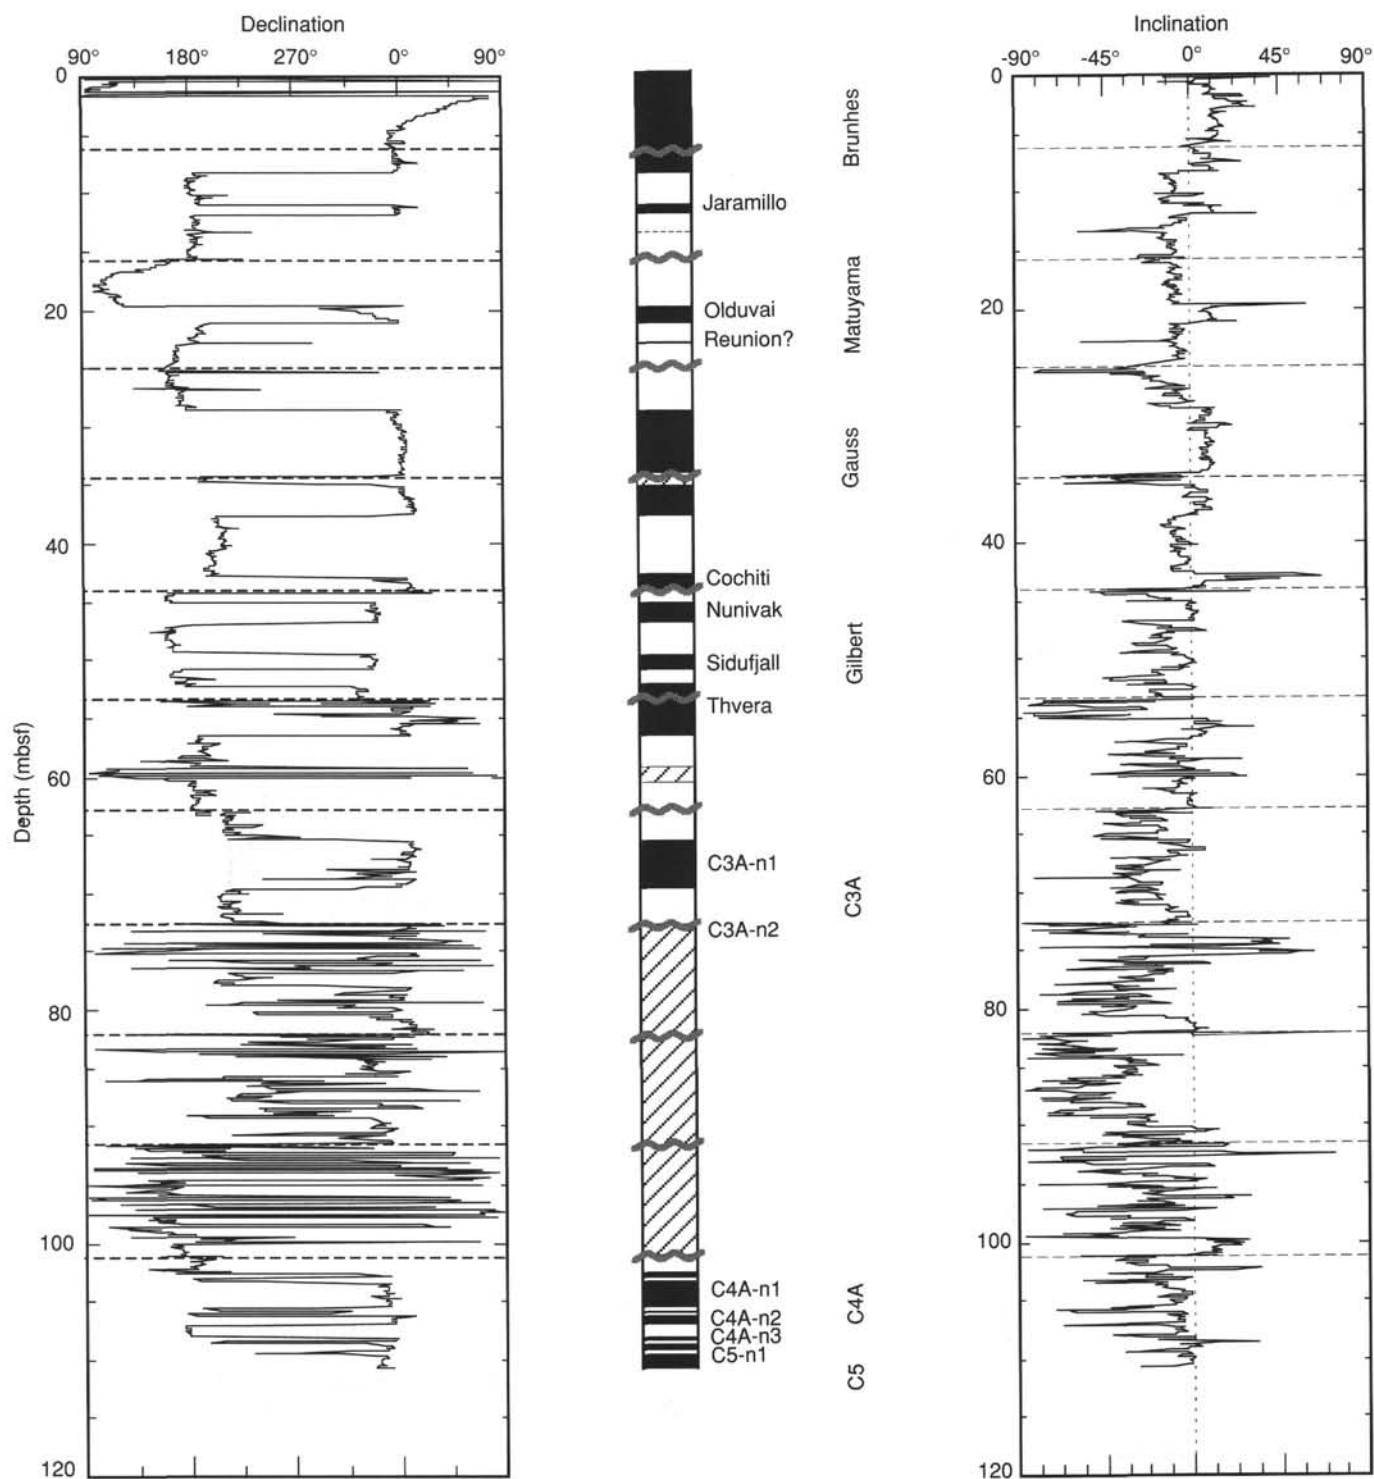 Declination
Inclination
90° 180° 270° 0° 90°
-90° -45° 0° 45° 90°
0
0
Brunhes
Jaramillo
Matuyama
20
Olduvai
20
Reunion?
Gauss
40
40
Cochiti
Nunivak
Gilbert
Sidufjall
Thvera
Depth (mbsf)
60
60
C3A-n1
C3A
C3A-n2
80
80
100
100
C4A-n1
C4A
C4A-n2
C4A-n3
C5-n1
C5
120
120